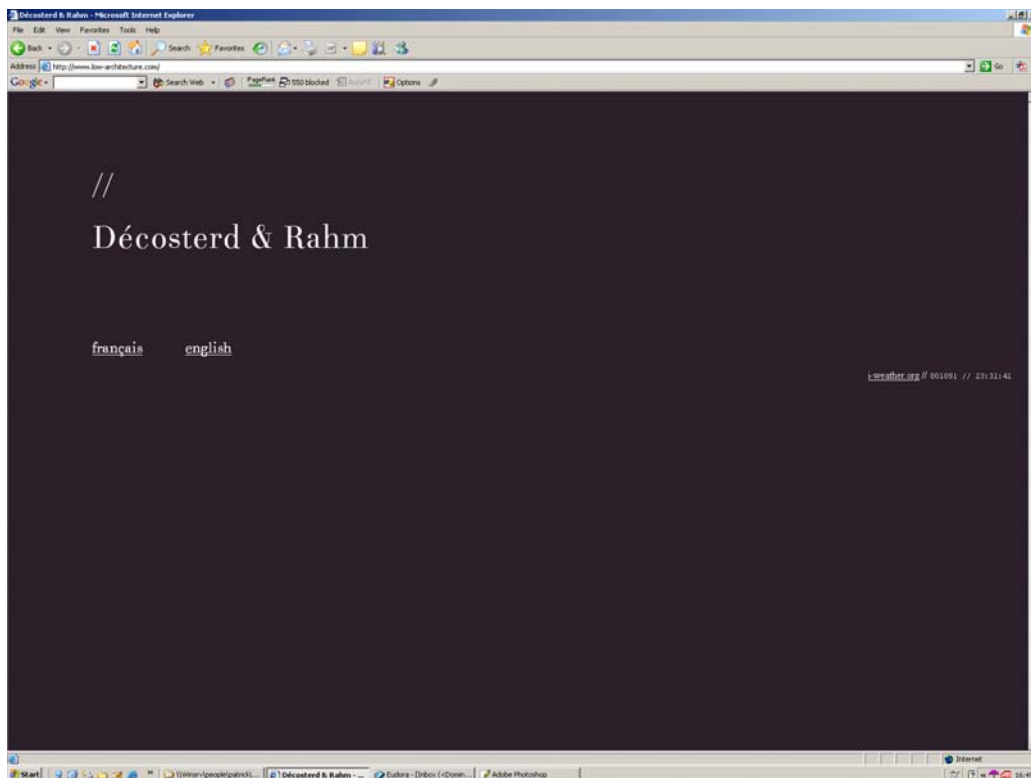 Décosterd & Rahm - Microsoft Internet Explorer
File Edit View Favorites Tools Help
Back Search Favorites
Address http://www.low-architecture.com/ Go
Google Search Web PageRank 550 blocked AutoFill Options
//
Décosterd & Rahm
français english
i-weather.org // 001091 // 23:31:41
Internet
Start Décosterd & Rahm - ... Eudora - [Inbox ( Adobe Photoshop